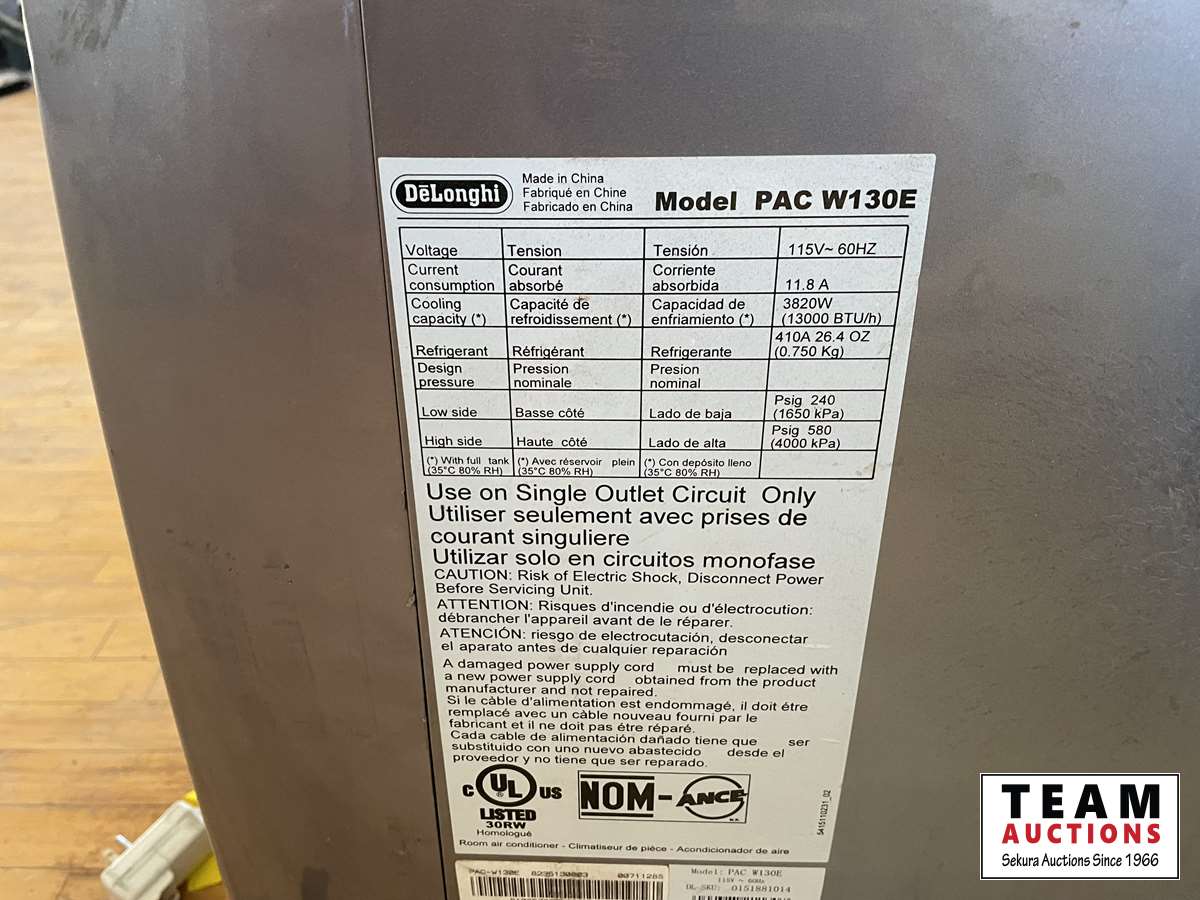 DēLonghi
Made in China
Fabriqué en Chine
Fabricado en China
Model PAC W130E
Voltage Tension Tensión 115V~ 60HZ
Current consumption Courant absorbé Corriente absorbida 11.8 A
Cooling capacity (*) Capacité de refroidissement (*) Capacidad de enfriamiento (*) 3820W (13000 BTU/h)
Refrigerant Réfrigérant Refrigerante 410A 26.4 OZ (0.750 Kg)
Design pressure Pression nominale Presion nominal
Low side Basse côté Lado de baja Psig 240 (1650 kPa)
High side Haute côté Lado de alta Psig 580 (4000 kPa)
(*) With full tank (35°C 80% RH) (*) Avec réservoir plein (35°C 80% RH) (*) Con depósito lleno (35°C 80% RH)
Use on Single Outlet Circuit Only
Utiliser seulement avec prises de
courant singuliere
Utilizar solo en circuitos monofase
CAUTION: Risk of Electric Shock, Disconnect Power
Before Servicing Unit.
ATTENTION: Risques d'incendie ou d'électrocution:
débrancher l'appareil avant de le réparer.
ATENCIÓN: riesgo de electrocutación, desconectar
el aparato antes de cualquier reparación
A damaged power supply cord must be replaced with
a new power supply cord obtained from the product
manufacturer and not repaired.
Si le càble d'alimentation est endommagé, il doit étre
remplacé avec un càble nouveau fourni par le
fabricant et il ne doit pas étre réparé.
Cada cable de alimentación dañado tiene que ser
substituido con uno nuevo abastecido desde el
proveedor y no tiene que ser reparado.
C UL US
LISTED
30RW
Homologué
NOM-ANCE
5415110231_02
Room air conditioner - Climatiseur de pièce - Acondicionador de aire
PAC-W130E 8235130803 00711285
Model: PAC W130E
115V ~ 60Hz
DL-SKU: 0151881014
TEAM
AUCTIONS
Sekura Auctions Since 1966